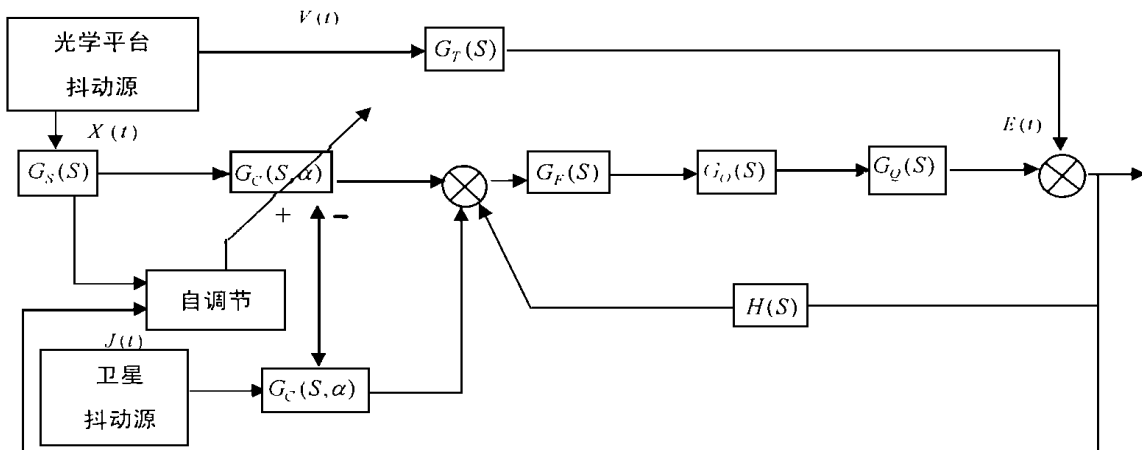 V(t)
光学平台
抖动源
G_T(S)
X(t)
E(t)
G_S(S)
G_C(S,α)
G_F(S)
G_O(S)
G_Q(S)
+
-
自调节
H(S)
J(t)
卫星
抖动源
G_C(S,α)